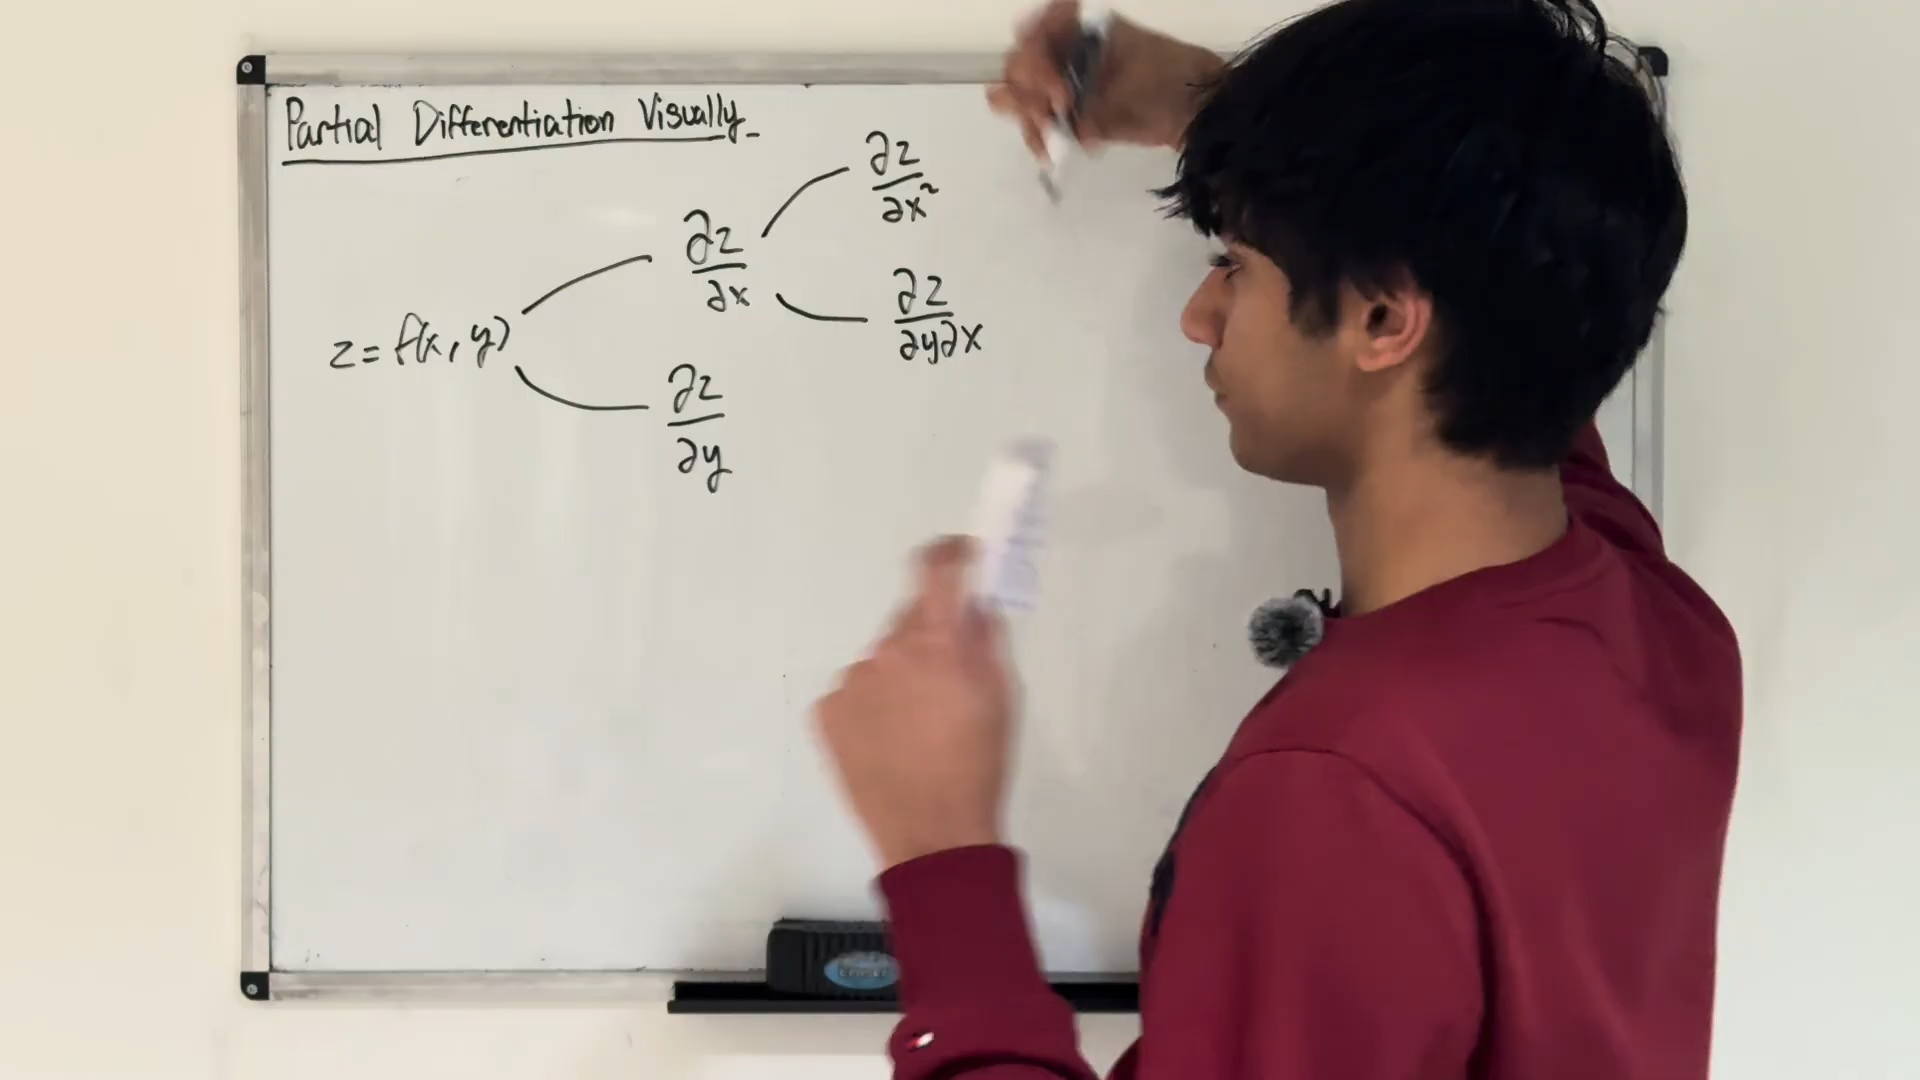 Partial Differentiation Visually
z = f(x, y)
∂z/∂x
∂z/∂y
∂z/∂x²
∂z/∂y∂x